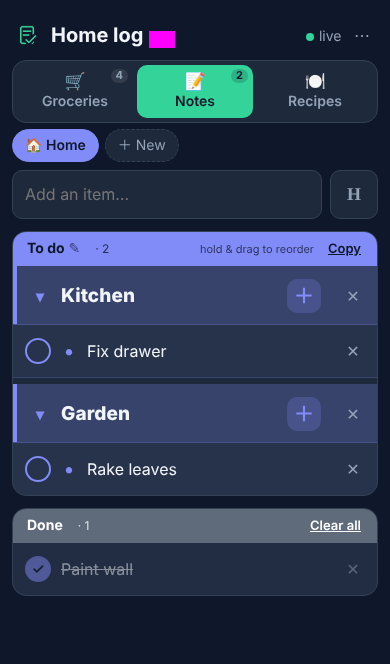 Home log
live
4
Groceries
2
Notes
Recipes
Home
+ New
Add an item...
H
To do ✎ · 2
hold & drag to reorder
Copy
▼ Kitchen + ×
• Fix drawer ×
▼ Garden + ×
• Rake leaves ×
Done · 1
Clear all
Paint wall ×